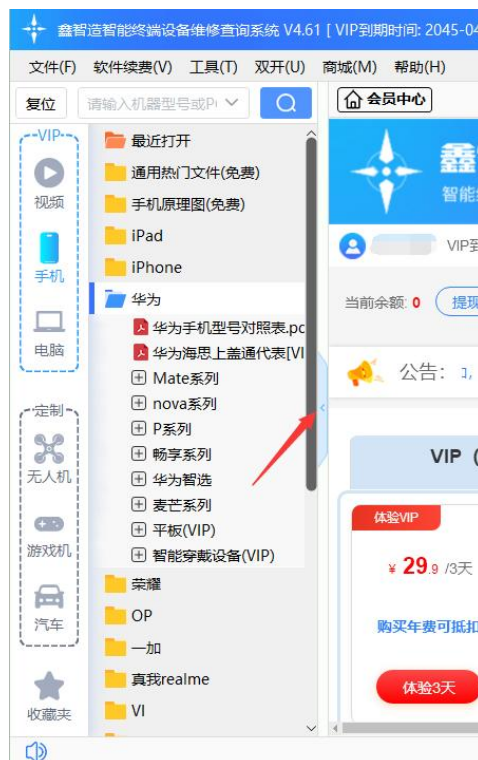 鑫智造智能终端设备维修查询系统 V4.61 [ VIP到期时间: 2045-04
文件(F) 软件续费(V) 工具(T) 双开(U) 商城(M) 帮助(H)
复位 请输入机器型号或P
会员中心
VIP
视频
手机
电脑
定制
无人机
游戏机
汽车
收藏夹
最近打开
通用热门文件(免费)
手机原理图(免费)
iPad
iPhone
华为
华为手机型号对照表.pc
华为海思上盖通代表[VI
Mate系列
nova系列
P系列
畅享系列
华为智选
麦芒系列
平板(VIP)
智能穿戴设备(VIP)
荣耀
OP
一加
真我realme
VI
鑫
智能
VIP到
当前余额: 0 提现
公告:
VIP（
体验VIP
¥ 29.9 /3天
购买年费可抵扣
体验3天